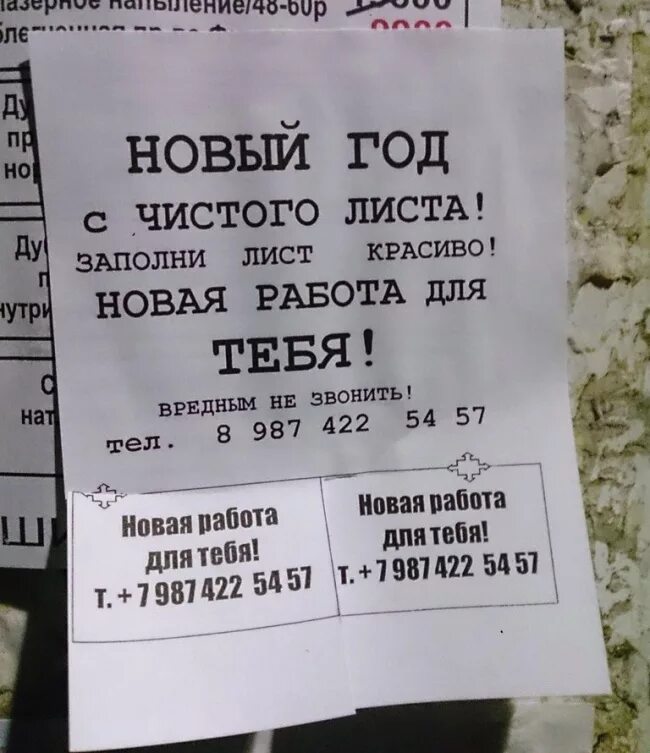 НОВЫЙ ГОД
с ЧИСТОГО ЛИСТА!
ЗАПОЛНИ ЛИСТ КРАСИВО!
НОВАЯ РАБОТА ДЛЯ
ТЕБЯ!
ВРЕДНЫМ НЕ ЗВОНИТЬ!
тел. 8 987 422 54 57
Новая работа
для тебя!
т. +7 987 422 54 57
Новая работа
для тебя!
т. +7 987 422 54 57